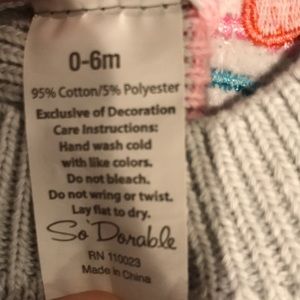 0-6m
95% Cotton/5% Polyester
Exclusive of Decoration
Care Instructions:
Hand wash cold
with like colors.
Do not bleach.
Do not wring or twist.
Lay flat to dry.
So'Dorable
RN 110023
Made in China